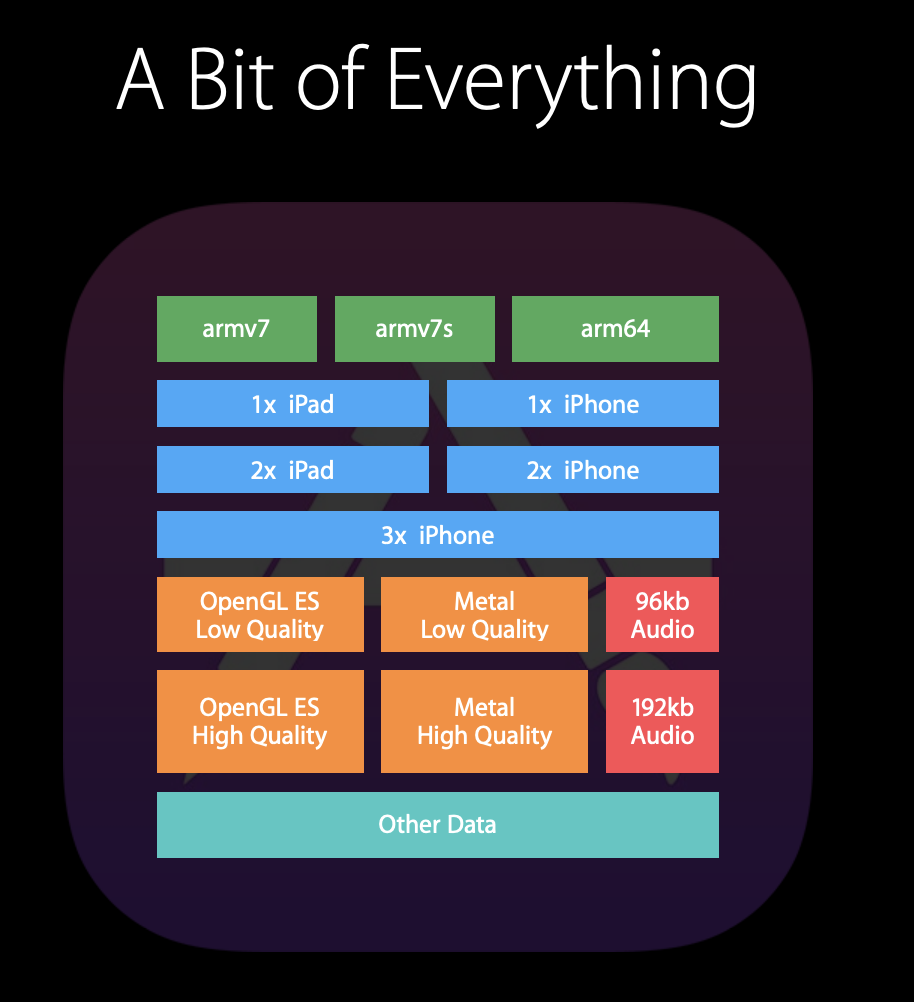 A Bit of Everything
armv7
armv7s
arm64
1x iPad
1x iPhone
2x iPad
2x iPhone
3x iPhone
OpenGL ES
Low Quality
Metal
Low Quality
96kb
Audio
OpenGL ES
High Quality
Metal
High Quality
192kb
Audio
Other Data